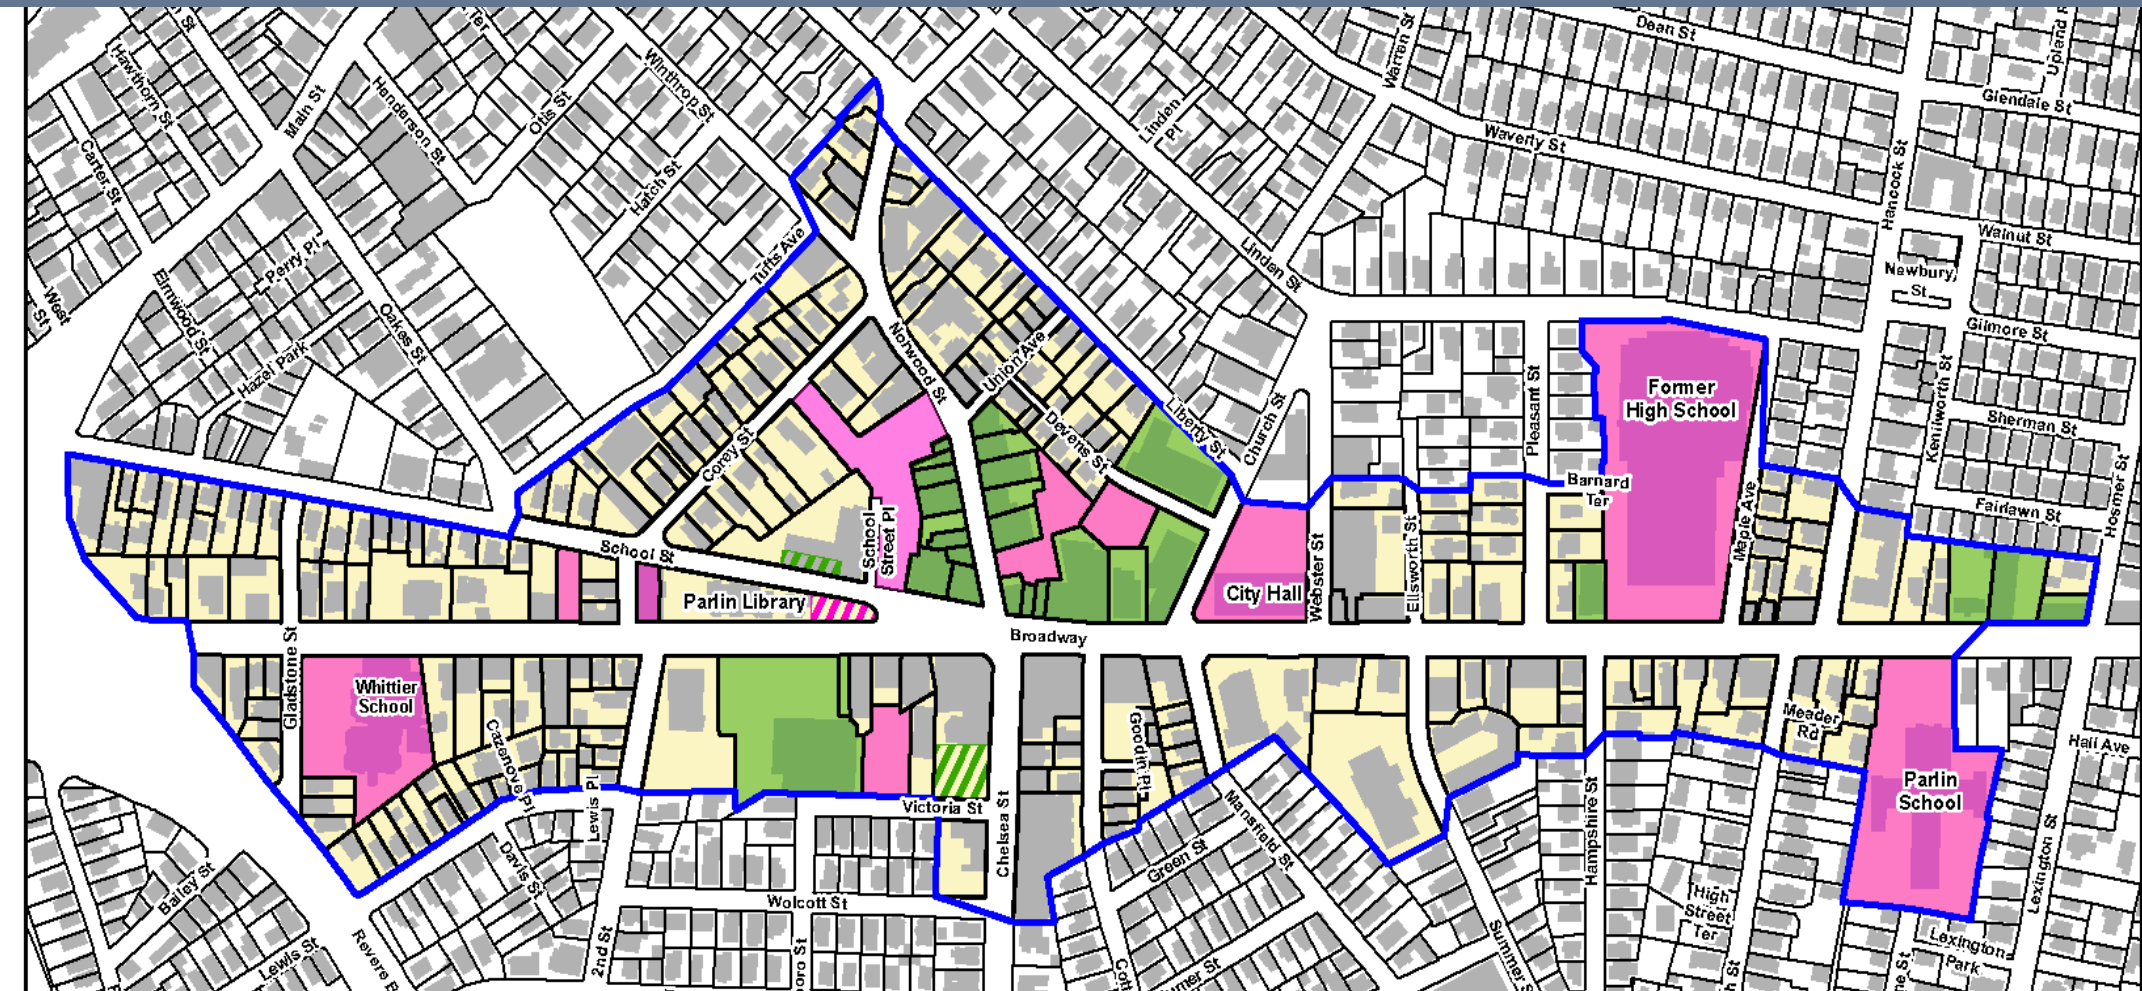 Dean St
Upland
Glendale St
Hawthorn St
Main St
Henderson St
Winthrop St
Otis St
Warren St
Linden
Pl
Waverly St
Carter St
Hatch St
Hancock St
Walnut St
Perry Pl
Tufts Ave
Linden St
Newbury
St
West
St
Elmwood St
Oakes St
Gilmore St
Hazel Park
Norwood St
Union Ave
Pleasant St
Former
High School
Kenilworth St
Sherman St
Liberty St
Church St
Devens St
Corey St
Barnard
Ter
Hosmer St
Fairlawn St
Maple Ave
School St
School
Street Pl
Ellsworth St
Webster St
City Hall
Parlin Library
Broadway
Gladstone St
Whittier
School
Cazenove Pl
Goodin Pl
Meader
Rd
Hall Ave
Parlin
School
Lewis Pl
Victoria St
Chelsea St
Mansfield St
Hampshire St
Lexington St
Green St
Davis St
Bailey St
Wolcott St
High
Street
Ter
Lexington
Park
Summer S
Lewis St
Revere
2nd St